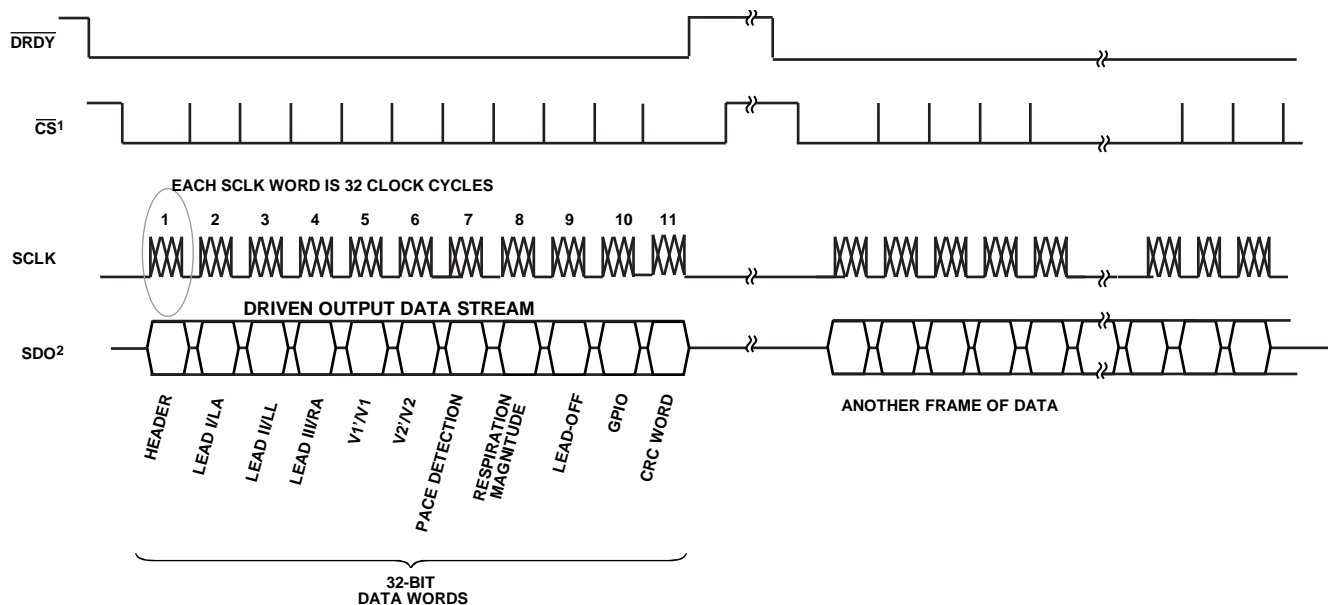 DRDY
CS1
EACH SCLK WORD IS 32 CLOCK CYCLES
1 2 3 4 5 6 7 8 9 10 11
SCLK
DRIVEN OUTPUT DATA STREAM
SDO2
HEADER
LEAD I/LA
LEAD II/LL
LEAD III/RA
V1'/V1
V2'/V2
PACE DETECTION
RESPIRATION
MAGNITUDE
LEAD-OFF
GPIO
CRC WORD
ANOTHER FRAME OF DATA
32-BIT
DATA WORDS